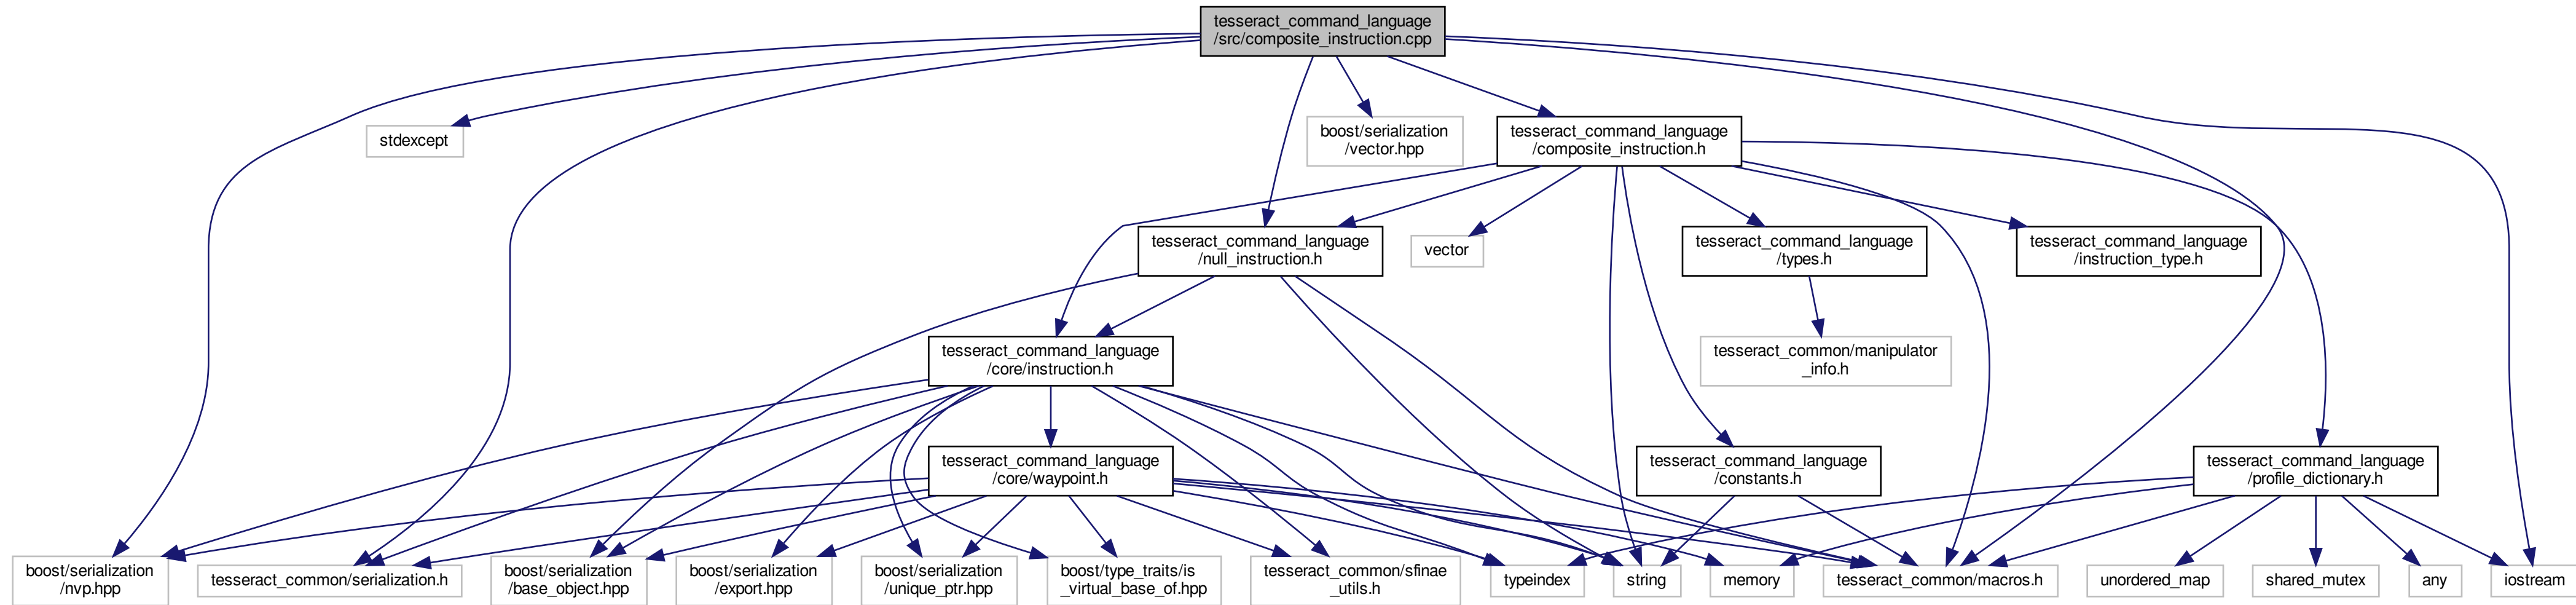 tesseract_command_language
/src/composite_instruction.cpp
stdexcept
boost/serialization
/vector.hpp
tesseract_command_language
/composite_instruction.h
tesseract_command_language
/null_instruction.h
vector
tesseract_command_language
/types.h
tesseract_command_language
/instruction_type.h
tesseract_command_language
/core/instruction.h
tesseract_common/manipulator
_info.h
tesseract_command_language
/core/waypoint.h
tesseract_command_language
/constants.h
tesseract_command_language
/profile_dictionary.h
boost/serialization
/nvp.hpp
tesseract_common/serialization.h
boost/serialization
/base_object.hpp
boost/serialization
/export.hpp
boost/serialization
/unique_ptr.hpp
boost/type_traits/is
_virtual_base_of.hpp
tesseract_common/sfinae
_utils.h
typeindex
string
memory
tesseract_common/macros.h
unordered_map
shared_mutex
any
iostream